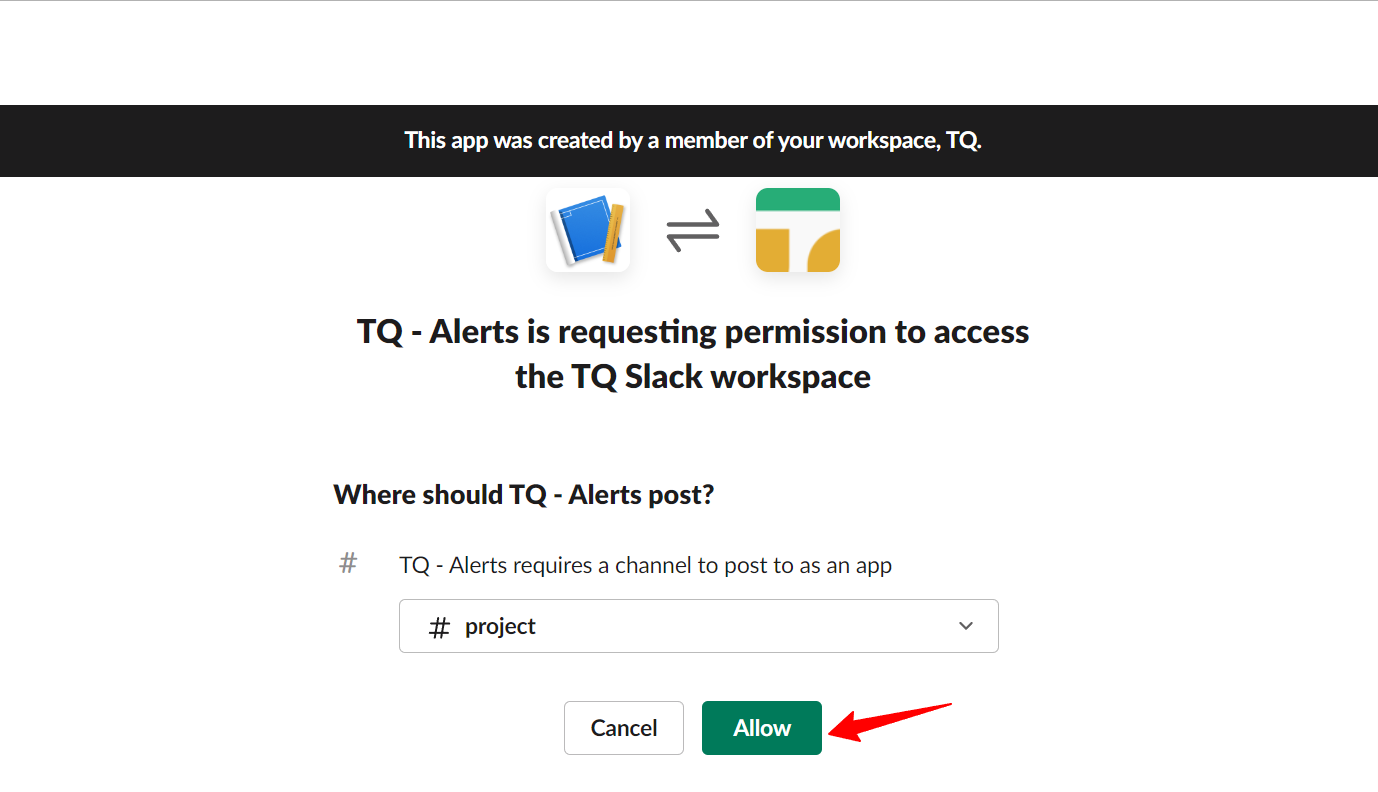 This app was created by a member of your workspace, TQ.
TQ - Alerts is requesting permission to access
the TQ Slack workspace
Where should TQ - Alerts post?
# TQ - Alerts requires a channel to post to as an app
# project
Cancel Allow